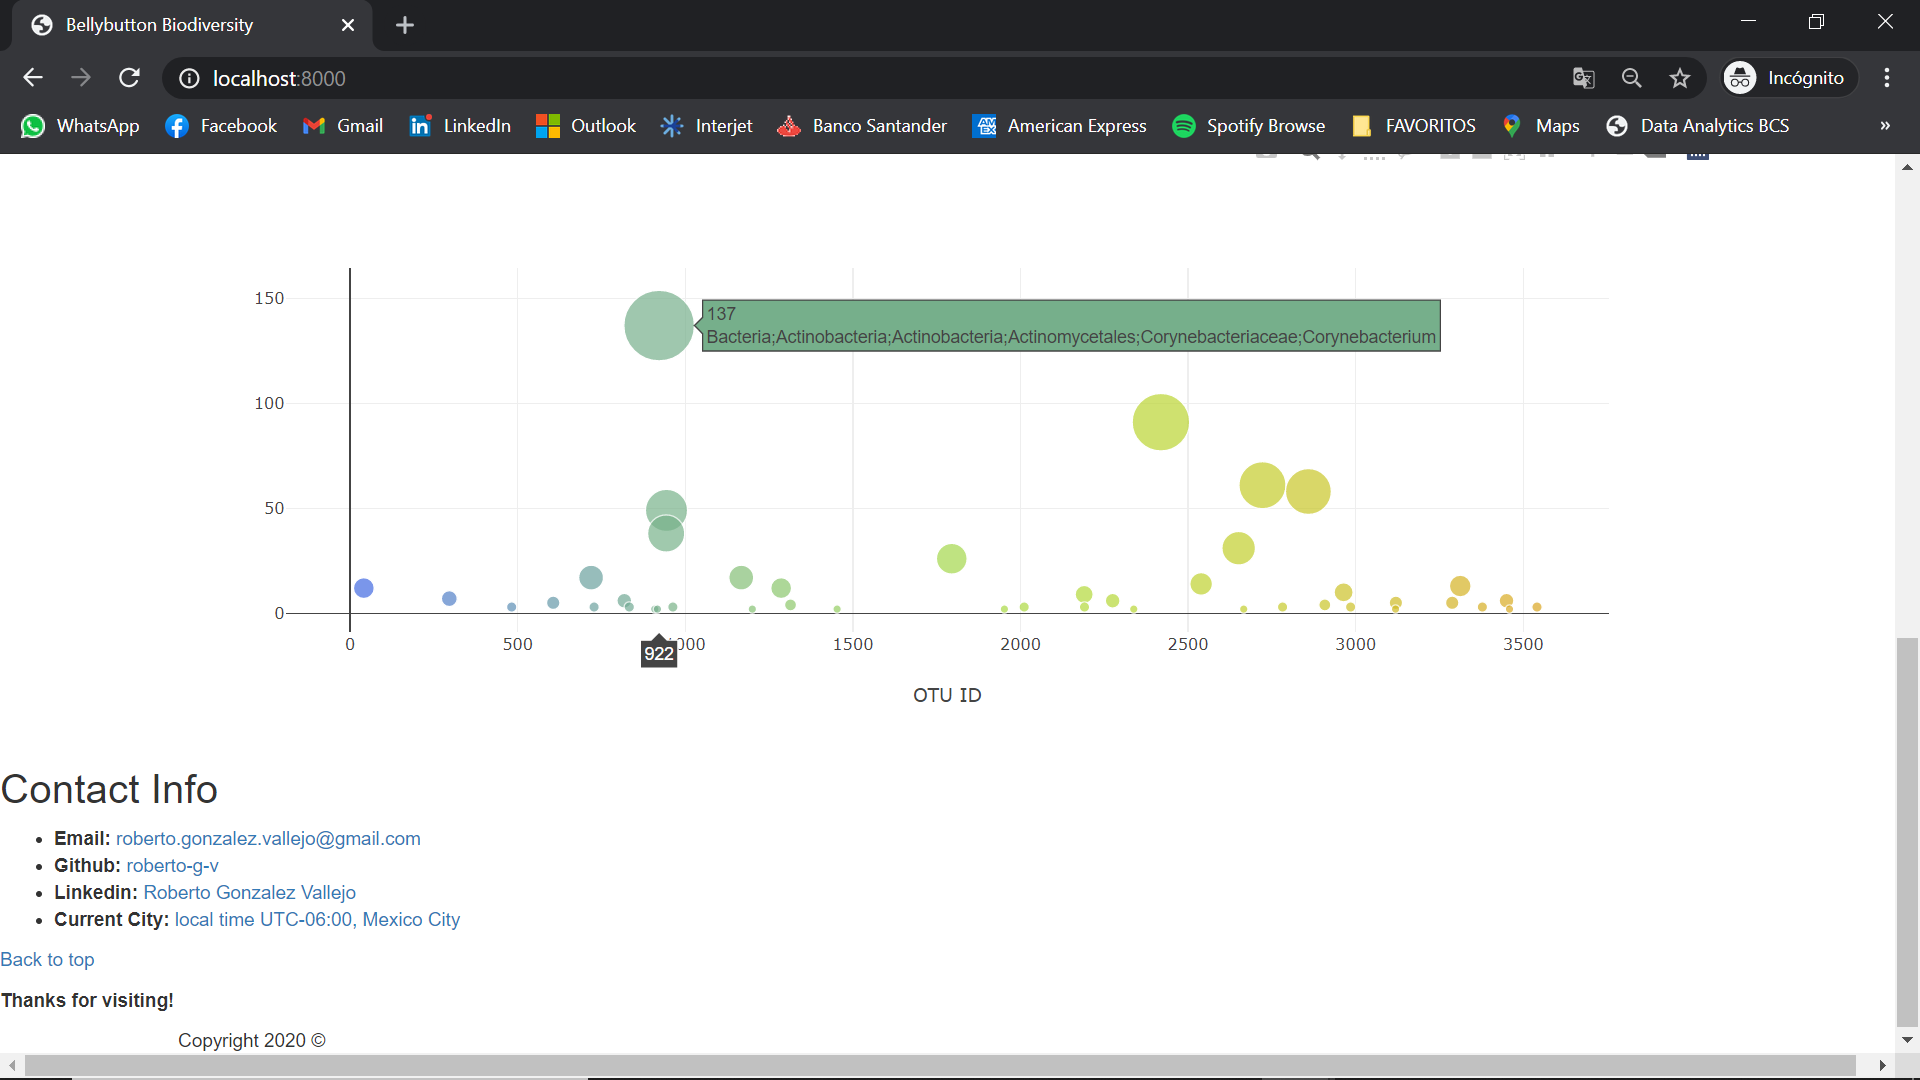 Bellybutton Biodiversity
localhost:8000
Incógnito
WhatsApp Facebook Gmail LinkedIn Outlook Interjet Banco Santander American Express Spotify Browse FAVORITOS Maps Data Analytics BCS »
150
137
Bacteria;Actinobacteria;Actinobacteria;Actinomycetales;Corynebacteriaceae;Corynebacterium
100
50
0
0 500 922 000 1500 2000 2500 3000 3500
OTU ID
Contact Info
Email: roberto.gonzalez.vallejo@gmail.com
Github: roberto-g-v
Linkedin: Roberto Gonzalez Vallejo
Current City: local time UTC-06:00, Mexico City
Back to top
Thanks for visiting!
Copyright 2020 ©